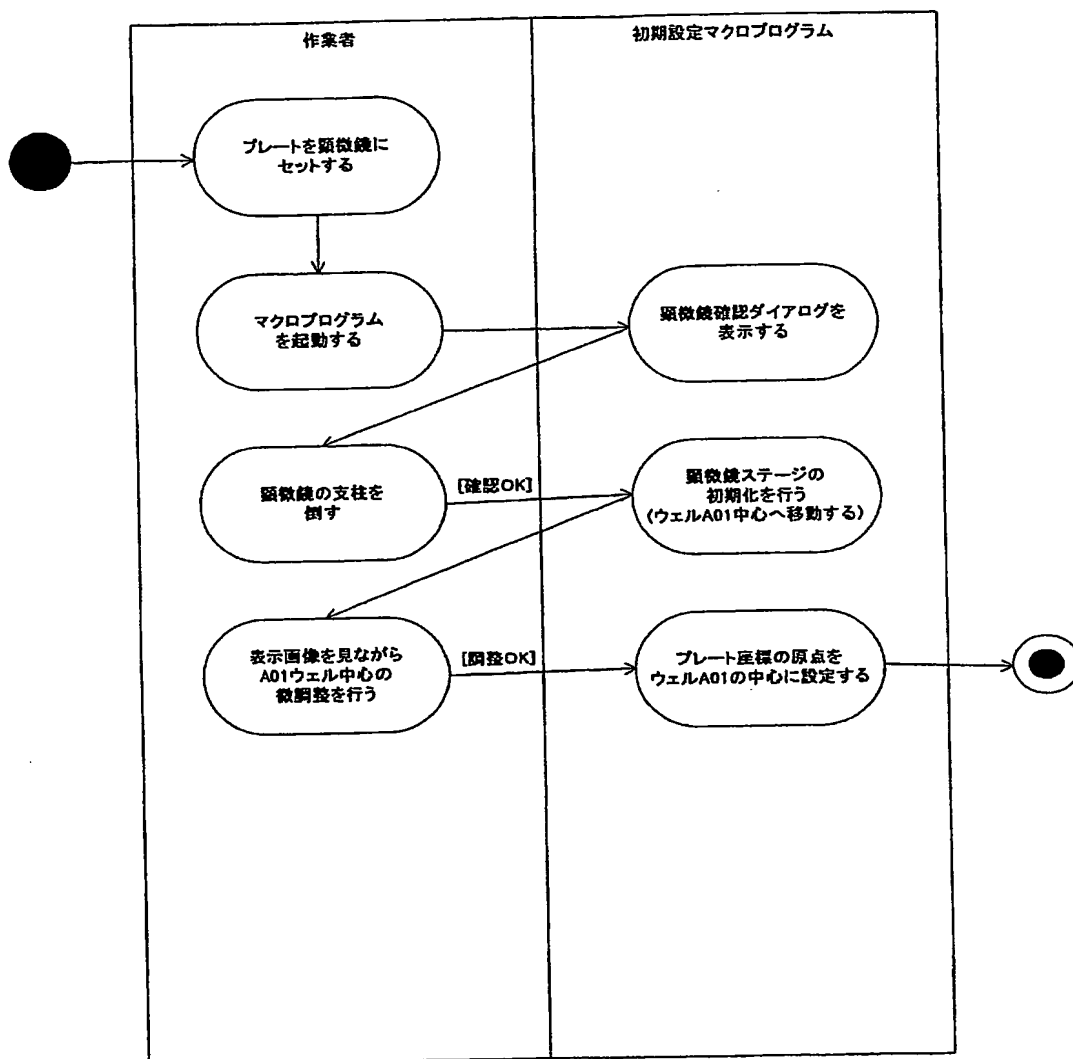 作業者
初期設定マクロプログラム
プレートを顕微鏡に
セットする
マクロプログラム
を起動する
顕微鏡確認ダイアログを
表示する
顕微鏡の支柱を
倒す
[確認OK]
顕微鏡ステージの
初期化を行う
(ウェルA01中心へ移動する)
表示画像を見ながら
A01ウェル中心の
微調整を行う
[調整OK]
プレート座標の原点を
ウェルA01の中心に設定する